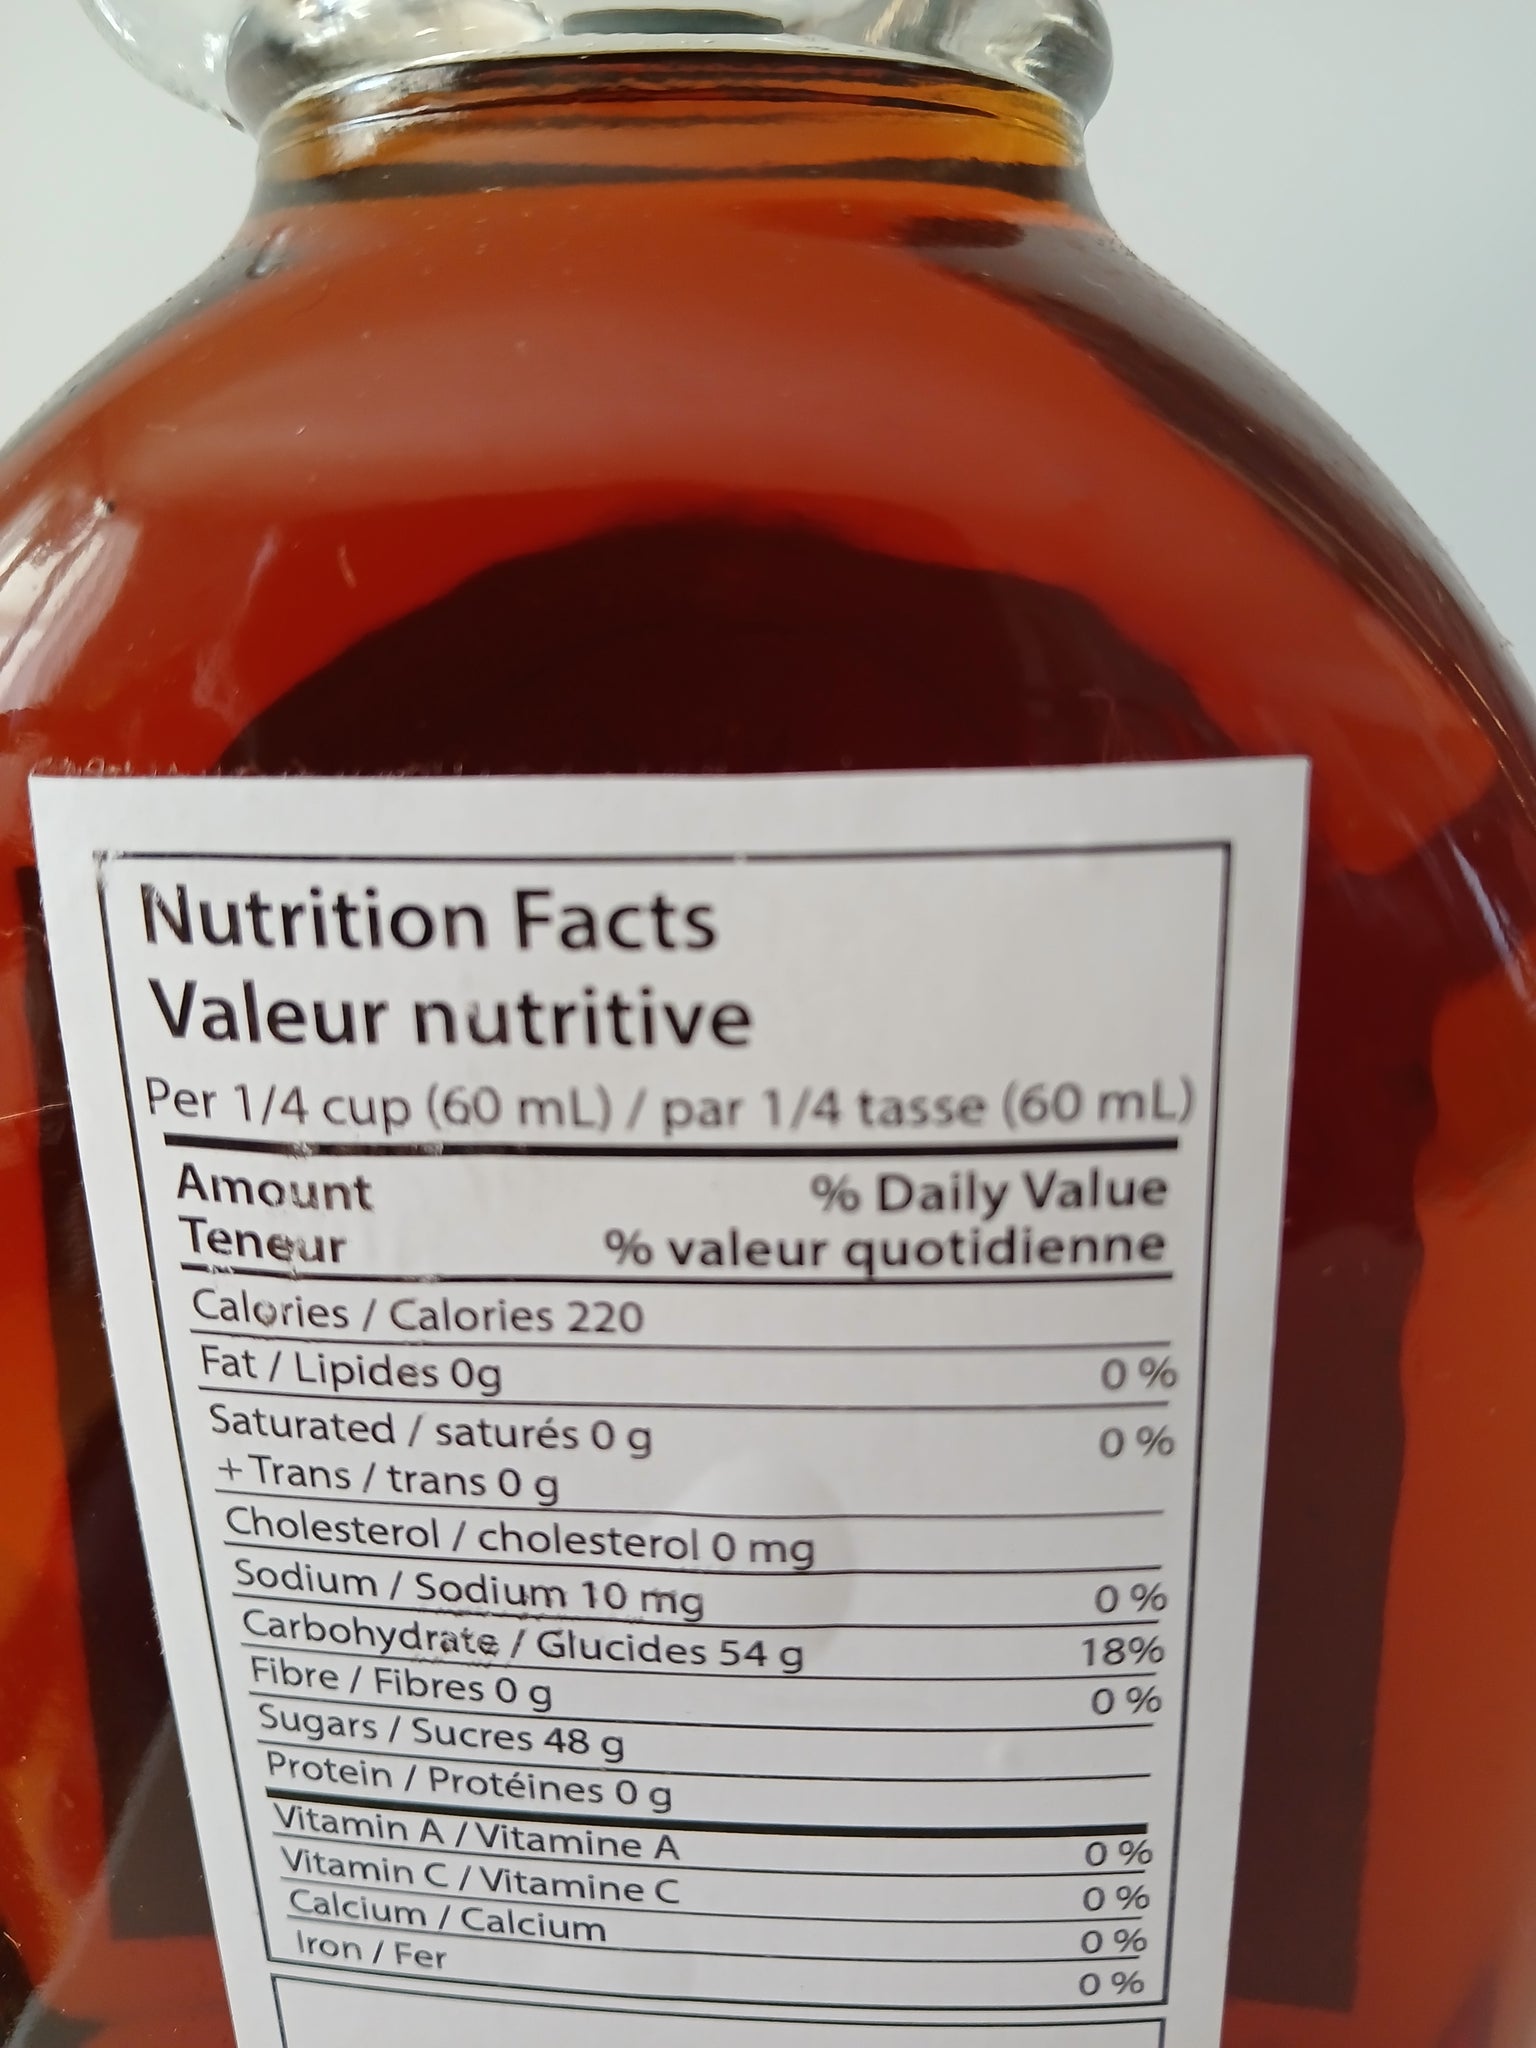 Nutrition Facts
Valeur nutritive
Per 1/4 cup (60 mL) / par 1/4 tasse (60 mL)
Amount % Daily Value
Teneur % valeur quotidienne
Calories / Calories 220
Fat / Lipides 0g 0 %
Saturated / saturés 0 g 0 %
+ Trans / trans 0 g
Cholesterol / cholesterol 0 mg
Sodium / Sodium 10 mg 0 %
Carbohydrate / Glucides 54 g 18%
Fibre / Fibres 0 g 0 %
Sugars / Sucres 48 g
Protein / Protéines 0 g
Vitamin A / Vitamine A 0 %
Vitamin C / Vitamine C 0 %
Calcium / Calcium 0 %
Iron / Fer 0 %